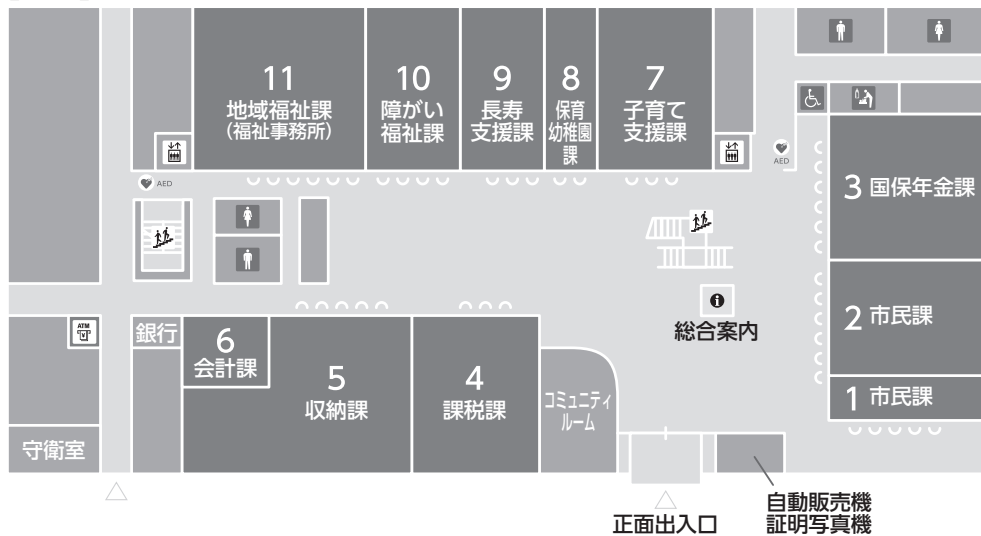 11
地域福祉課
(福祉事務所)
10
障がい
福祉課
9
長寿
支援課
8
保育
幼稚園
課
7
子育て
支援課
AED
AED
3 国保年金課
2 市民課
1 市民課
総合案内
ATM
銀行
6
会計課
5
収納課
4
課税課
コミュニティ
ルーム
守衛室
正面出入口
自動販売機
証明写真機